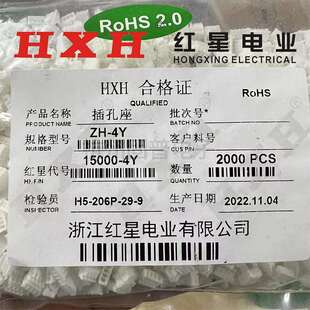 RoHS 2.0
HXH 红星电业
HONGXING ELECTRICAL
HXH 合格证
QUALIFIED
RoHS
产品名称 插孔座 批次号*
PRODUCT NAME BATCH NO
规格型号 ZH-4Y 客户料号
NUMBER CUS P/N
红星代号 15000-4Y 数量 2000 PCS
HX P/N QUANTITY
检验员 H5-206P-29-9 生产日期 2022.11.04
INSPECTOR
浙江红星电业有限公司